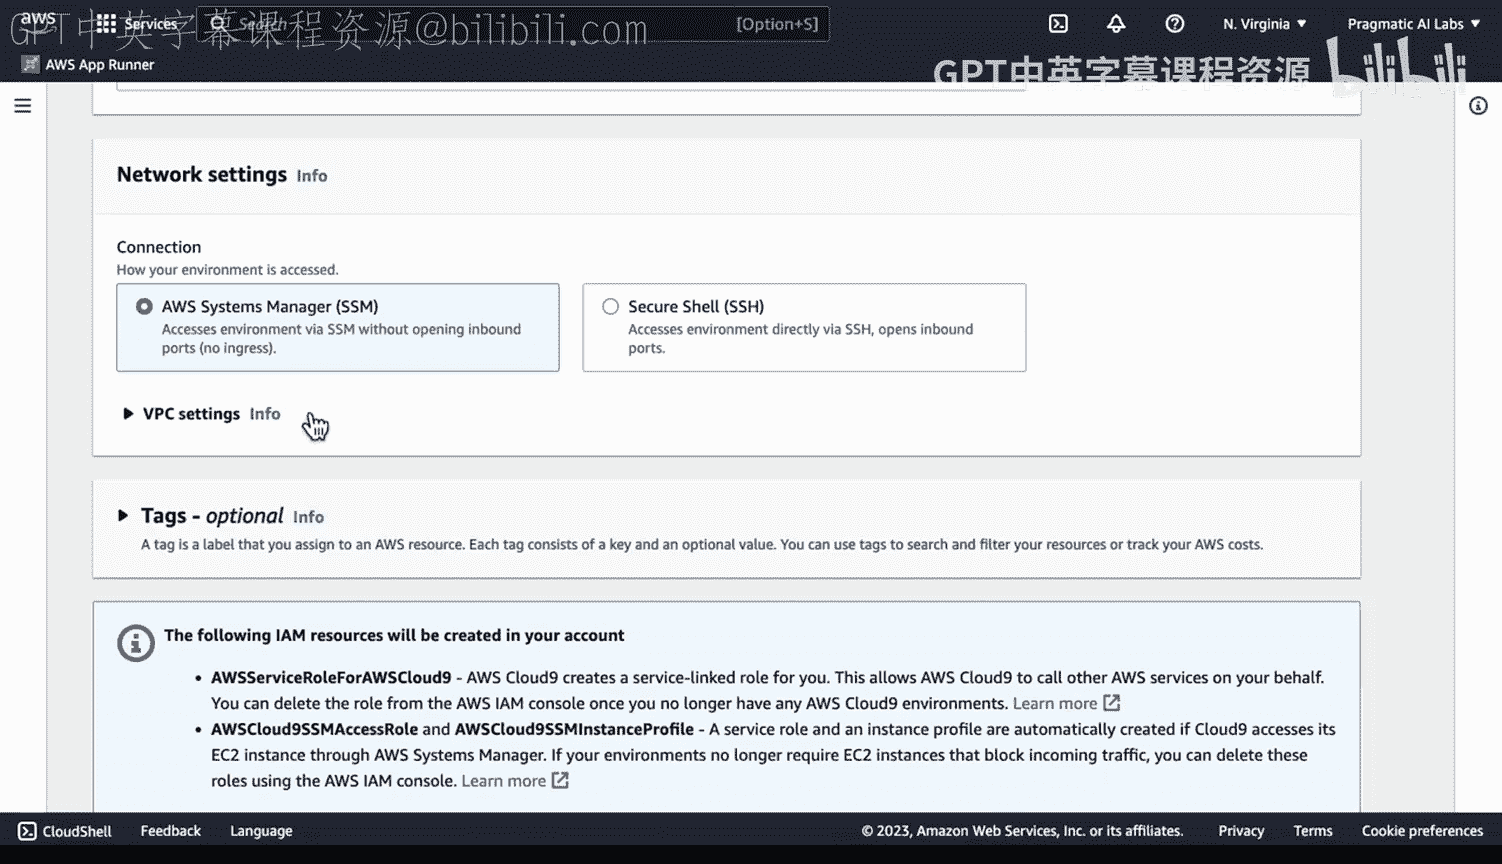 aws Services Search [Option+S] N. Virginia Pragmatic AI Labs
GPT中英字幕课程资源@bilibili.com
AWS App Runner
GPT中英字幕课程资源 bilibili
Network settings Info
Connection
How your environment is accessed.
AWS Systems Manager (SSM)
Accesses environment via SSM without opening inbound
ports (no ingress).
Secure Shell (SSH)
Accesses environment directly via SSH, opens inbound
ports.
VPC settings Info
Tags - optional Info
A tag is a label that you assign to an AWS resource. Each tag consists of a key and an optional value. You can use tags to search and filter your resources or track your AWS costs.
The following IAM resources will be created in your account
• AWSServiceRoleForAWSCloud9 - AWS Cloud9 creates a service-linked role for you. This allows AWS Cloud9 to call other AWS services on your behalf.
You can delete the role from the AWS IAM console once you no longer have any AWS Cloud9 environments. Learn more
• AWSCloud9SSMAccessRole and AWSCloud9SSMInstanceProfile - A service role and an instance profile are automatically created if Cloud9 accesses its
EC2 instance through AWS Systems Manager. If your environments no longer require EC2 instances that block incoming traffic, you can delete these
roles using the AWS IAM console. Learn more
CloudShell Feedback Language © 2023, Amazon Web Services, Inc. or its affiliates. Privacy Terms Cookie preferences